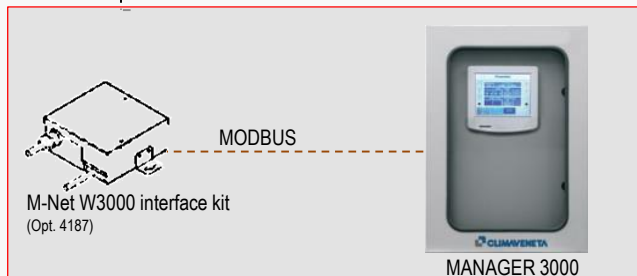 MODBUS
M-Net W3000 interface kit
(Opt. 4187)
CLIMAVENETA
MANAGER 3000